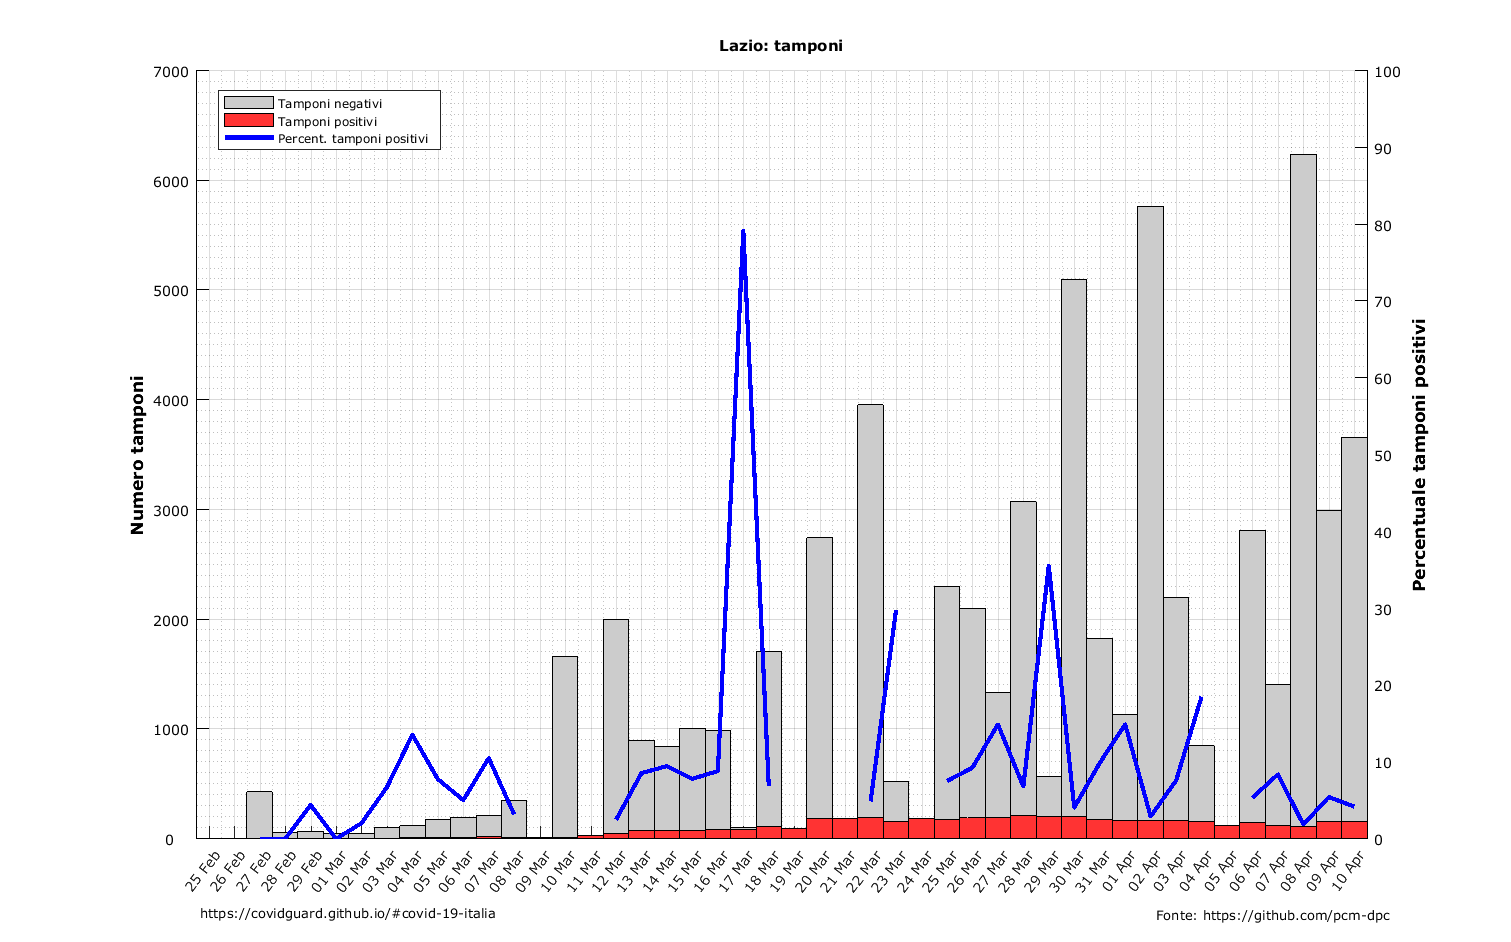 Lazio: tamponi
7000
6000
5000
4000
3000
2000
1000
0
100
90
80
70
60
50
40
30
20
10
0
Tamponi negativi
Tamponi positivi
Percent. tamponi positivi
Numero tamponi
Percentuale tamponi positivi
25 Feb
26 Feb
27 Feb
28 Feb
29 Feb
01 Mar
02 Mar
03 Mar
04 Mar
05 Mar
06 Mar
07 Mar
08 Mar
09 Mar
10 Mar
11 Mar
12 Mar
13 Mar
14 Mar
15 Mar
16 Mar
17 Mar
18 Mar
19 Mar
20 Mar
21 Mar
22 Mar
23 Mar
24 Mar
25 Mar
26 Mar
27 Mar
28 Mar
29 Mar
30 Mar
31 Mar
01 Apr
02 Apr
03 Apr
04 Apr
05 Apr
06 Apr
07 Apr
08 Apr
09 Apr
10 Apr
https://covidguard.github.io/#covid-19-italia
Fonte: https://github.com/pcm-dpc